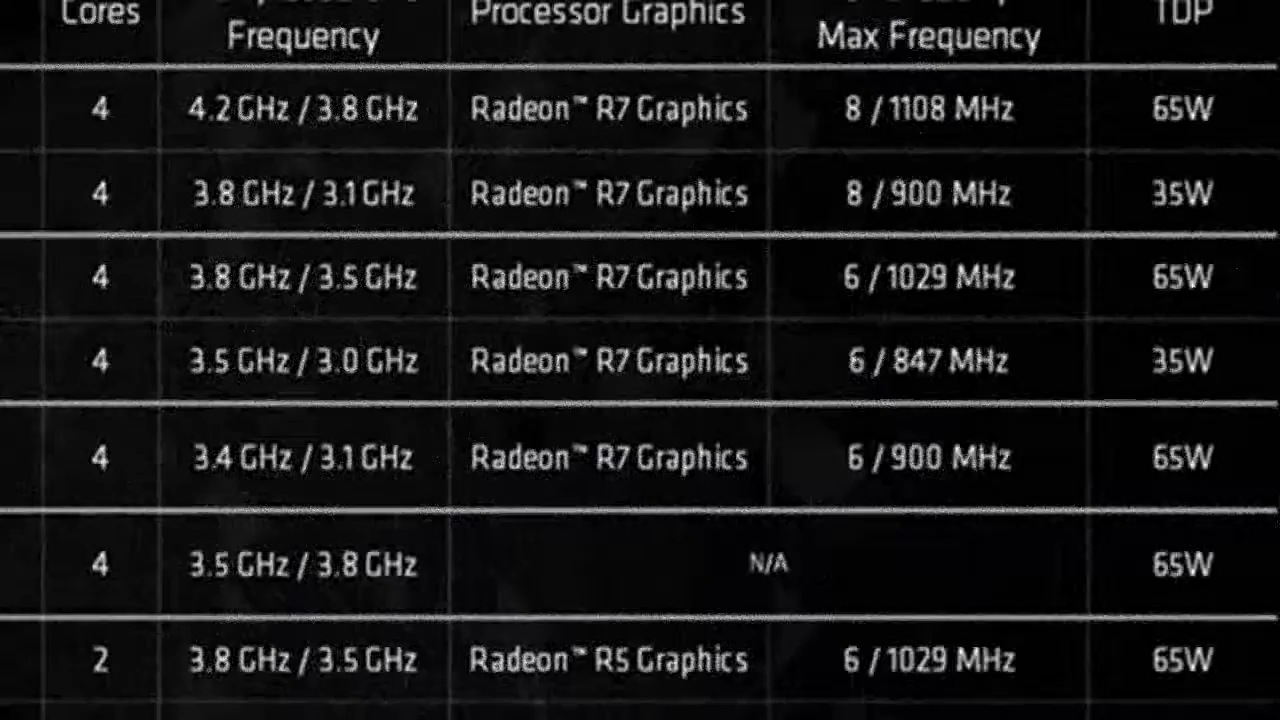 Cores Processor Graphics TDP
Frequency Max Frequency
4 4.2 GHz / 3.8 GHz Radeon™ R7 Graphics 8 / 1108 MHz 65W
4 3.8 GHz / 3.1 GHz Radeon™ R7 Graphics 8 / 900 MHz 35W
4 3.8 GHz / 3.5 GHz Radeon™ R7 Graphics 6 / 1029 MHz 65W
4 3.5 GHz / 3.0 GHz Radeon™ R7 Graphics 6 / 847 MHz 35W
4 3.4 GHz / 3.1 GHz Radeon™ R7 Graphics 6 / 900 MHz 65W
4 3.5 GHz / 3.8 GHz N/A 65W
2 3.8 GHz / 3.5 GHz Radeon™ R5 Graphics 6 / 1029 MHz 65W